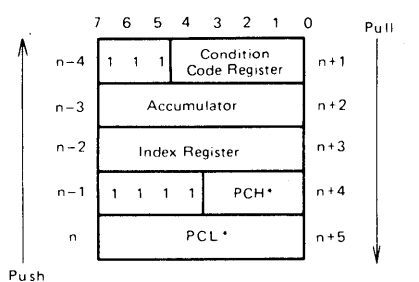 7 6 5 4 3 2 1 0
Pull
n-4 1 1 1 Condition Code Register n+1
n-3 Accumulator n+2
n-2 Index Register n+3
n-1 1 1 1 1 PCH* n+4
n PCL* n+5
Push